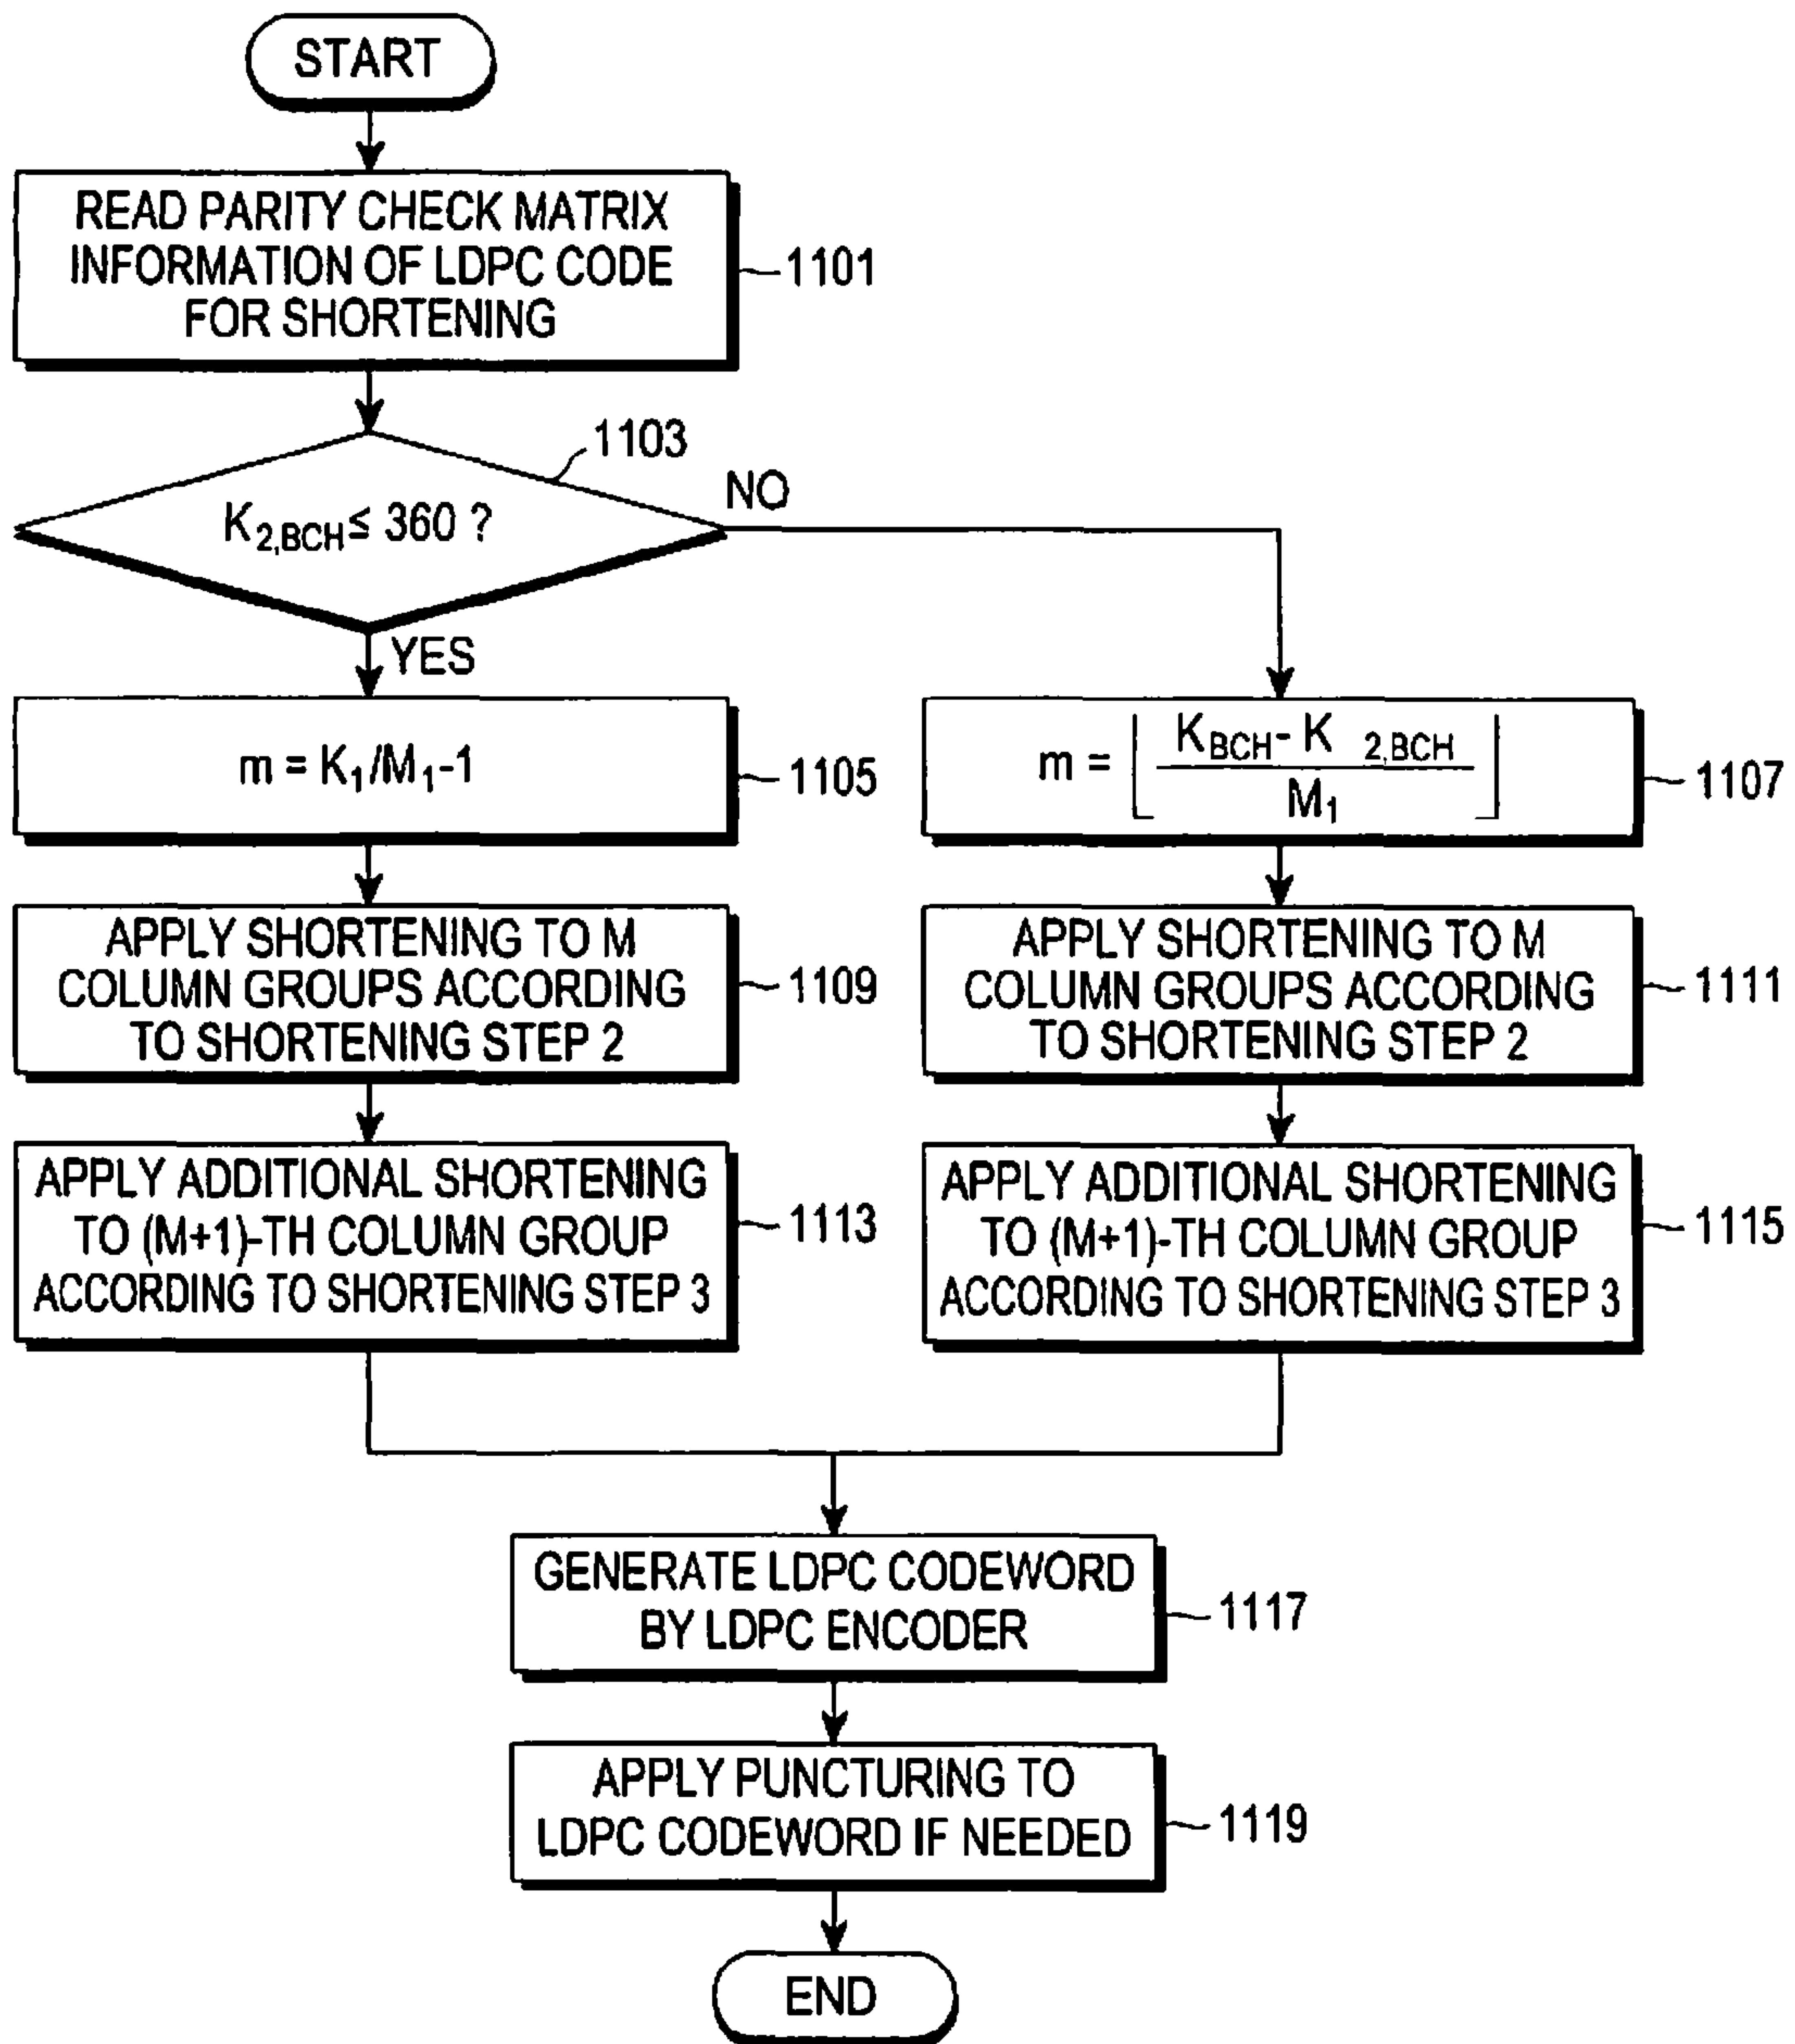 START
READ PARITY CHECK MATRIX
INFORMATION OF LDPC CODE
FOR SHORTENING
1101
1103
K2,BCH ≤ 360 ?
NO
YES
m = K1/M1-1
1105
m = ⌊ (KBCH - K 2,BCH) / M1 ⌋
1107
APPLY SHORTENING TO M
COLUMN GROUPS ACCORDING
TO SHORTENING STEP 2
1109
APPLY SHORTENING TO M
COLUMN GROUPS ACCORDING
TO SHORTENING STEP 2
1111
APPLY ADDITIONAL SHORTENING
TO (M+1)-TH COLUMN GROUP
ACCORDING TO SHORTENING STEP 3
1113
APPLY ADDITIONAL SHORTENING
TO (M+1)-TH COLUMN GROUP
ACCORDING TO SHORTENING STEP 3
1115
GENERATE LDPC CODEWORD
BY LDPC ENCODER
1117
APPLY PUNCTURING TO
LDPC CODEWORD IF NEEDED
1119
END